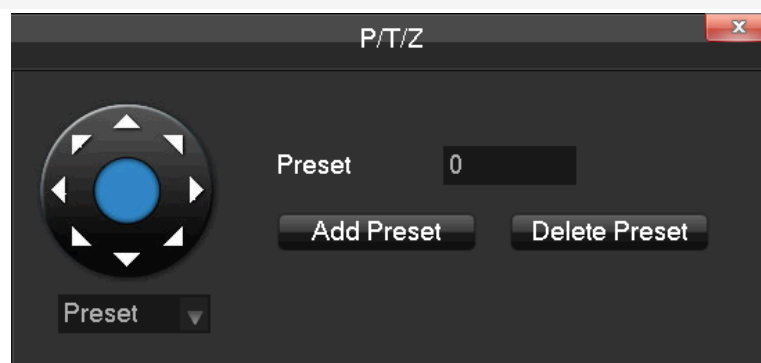 P/T/Z
x
Preset 0
Add Preset Delete Preset
Preset